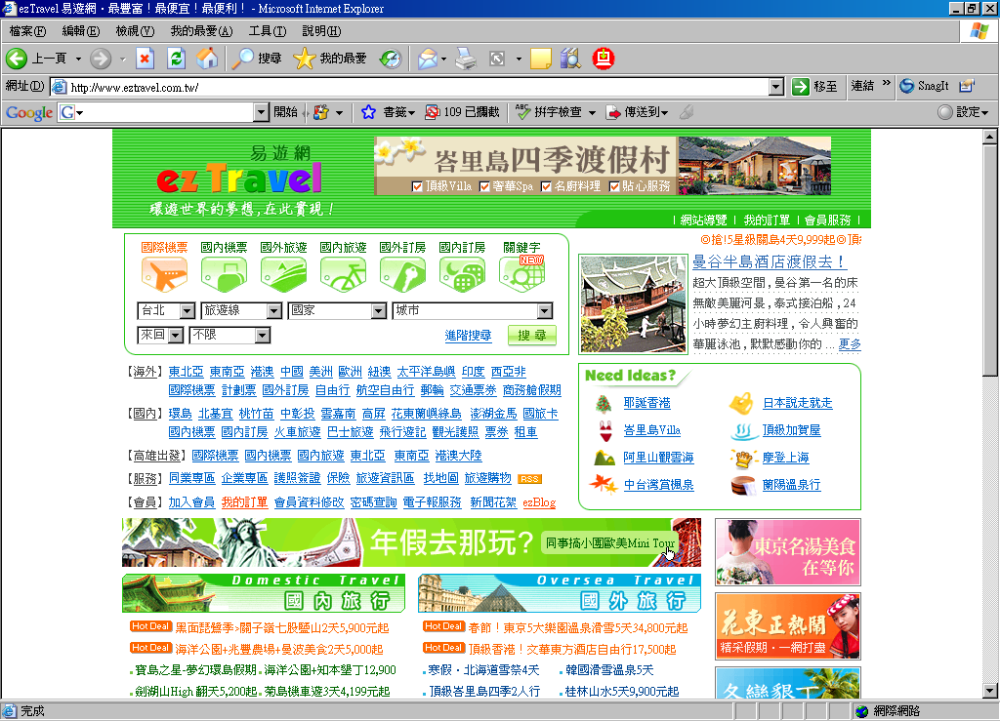 ezTravel 易遊網‧最豐富！最便宜！最便利！ - Microsoft Internet Explorer
檔案(F) 編輯(E) 檢視(V) 我的最愛(A) 工具(T) 說明(H)
上一頁 搜尋 我的最愛
網址(D) http://www.eztravel.com.tw/ 移至 連結 » SnagIt
Google G 開始 書籤 109 已攔截 ABC 拼字檢查 傳送到 設定
易遊網
ezTravel
環遊世界的夢想,在此實現！
峇里島四季渡假村
頂級Villa 奢華Spa 名廚料理 貼心服務
網站導覽 | 我的訂單 | 會員服務 |
◎搶!5星級關島4天9,999起◎頂
國際機票 國內機票 國外旅遊 國內旅遊 國外訂房 國內訂房 關鍵字
NEW
台北 旅遊線 國家 城市
來回 不限 進階搜尋 搜 尋
曼谷半島酒店渡假去！
超大頂級空間，曼谷第一名的床
無敵美麗河景，泰式接泊船，24
小時夢幻主廚料理，令人興奮的
華麗泳池，默默感動你的 ... 更多
【海外】 東北亞 東南亞 港澳 中國 美洲 歐洲 紐澳 太平洋島嶼 印度 西亞非
國際機票 計劃票 國外訂房 自由行 航空自由行 郵輪 交通票券 商務艙假期
【國內】 環島 北基宜 桃竹苗 中彰投 雲嘉南 高屏 花東蘭嶼綠島 澎湖金馬 國旅卡
國內機票 國內訂房 火車旅遊 巴士旅遊 飛行遊記 觀光護照 票券 租車
【高雄出發】 國際機票 國內機票 國內旅遊 東北亞 東南亞 港澳大陸
【服務】 同業專區 企業專區 護照簽證 保險 旅遊資訊區 找地圖 旅遊購物 RSS
【會員】 加入會員 我的訂單 會員資料修改 密碼查詢 電子報服務 新聞花絮 ezBlog
Need Ideas?
耶誕香港 日本說走就走
峇里島Villa 頂級加賀屋
阿里山觀雲海 摩登上海
中台灣賞楓泉 蘭陽溫泉行
年假去那玩? 同事搞小團歐美Mini Tour
東京名湯美食
在等你
Domestic Travel
國內旅行
Overseas Travel
國外旅行
Hot Deal 黑面琵鷺季>關子嶺七股鹽山2天5,900元起
Hot Deal 海洋公園+兆豐農場+曼波美食2天5,000起
寶島之星-夢幻環島假期 海洋公園+知本墾丁12,900
劍湖山High 翻天5,200起 菊島機車遊3天4,199元起
Hot Deal 春節！東京5大樂園溫泉滑雪5天34,800元起
Hot Deal 頂級香港！文華東方酒店自由行17,500起
寒假‧北海道雪祭4天 韓國滑雪溫泉5天
頂級峇里島四季2人行 桂林山水5天9,900元起
花東正熱鬧
精采假期‧一網打盡
冬戀墾丁
完成 網際網路